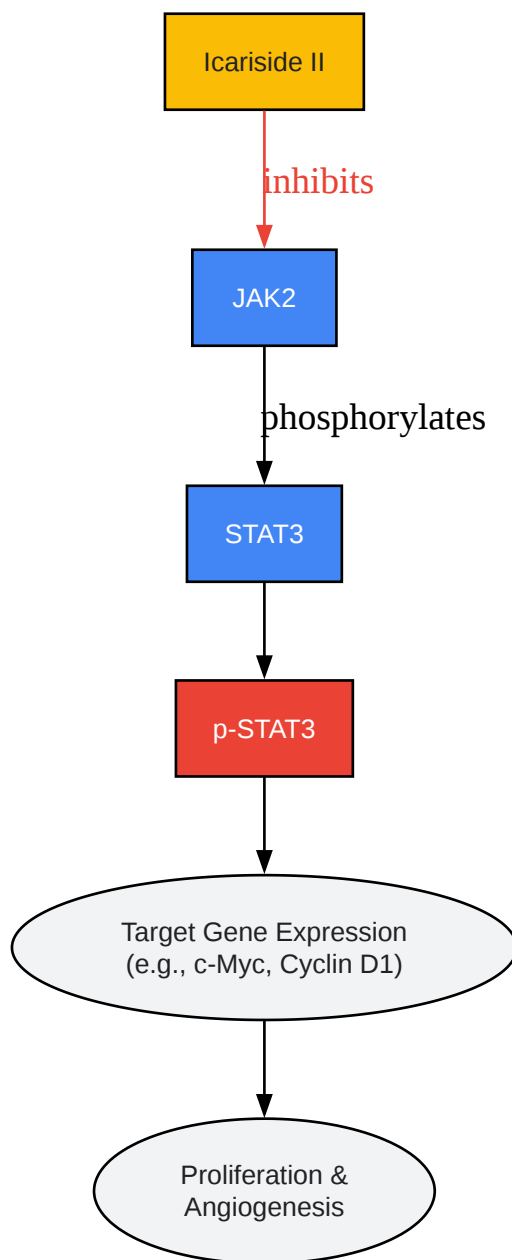 Icariside II
inhibits
JAK2
phosphorylates
STAT3
p-STAT3
Target Gene Expression
(e.g., c-Myc, Cyclin D1)
Proliferation &
Angiogenesis